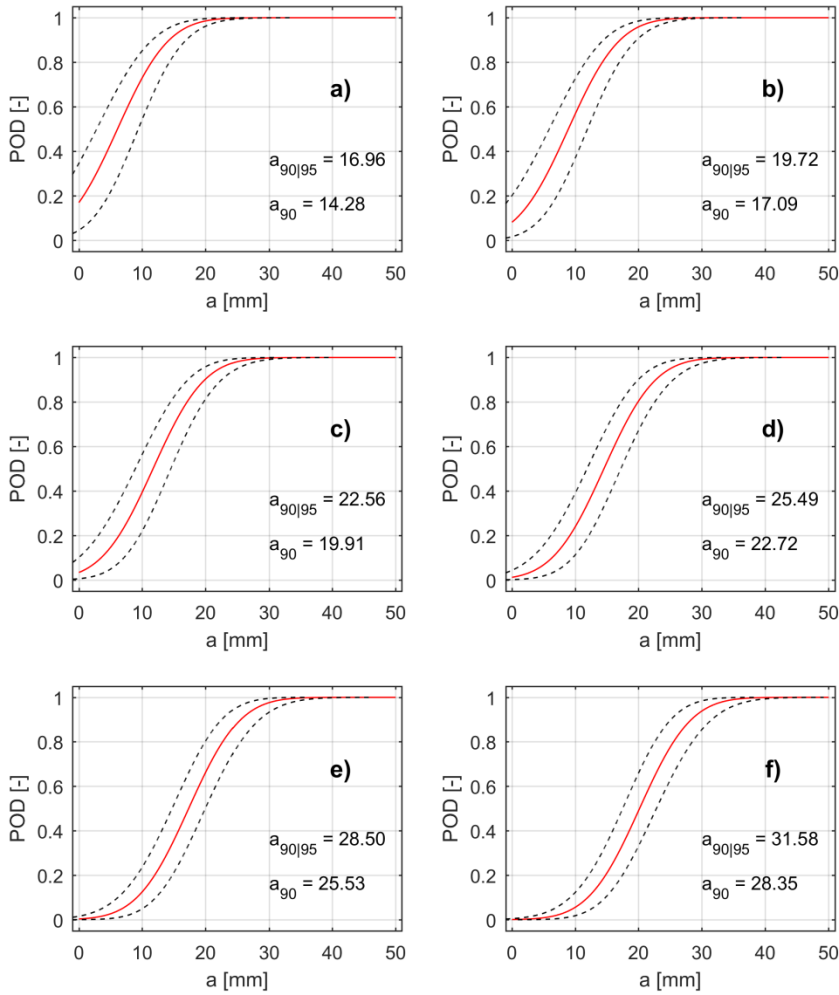 1
0.8
0.6
0.4
0.2
0
POD [-]
a)
a90|95 = 16.96
a90 = 14.28
0 10 20 30 40 50
a [mm]
1
0.8
0.6
0.4
0.2
0
POD [-]
b)
a90|95 = 19.72
a90 = 17.09
0 10 20 30 40 50
a [mm]
1
0.8
0.6
0.4
0.2
0
POD [-]
c)
a90|95 = 22.56
a90 = 19.91
0 10 20 30 40 50
a [mm]
1
0.8
0.6
0.4
0.2
0
POD [-]
d)
a90|95 = 25.49
a90 = 22.72
0 10 20 30 40 50
a [mm]
1
0.8
0.6
0.4
0.2
0
POD [-]
e)
a90|95 = 28.50
a90 = 25.53
0 10 20 30 40 50
a [mm]
1
0.8
0.6
0.4
0.2
0
POD [-]
f)
a90|95 = 31.58
a90 = 28.35
0 10 20 30 40 50
a [mm]